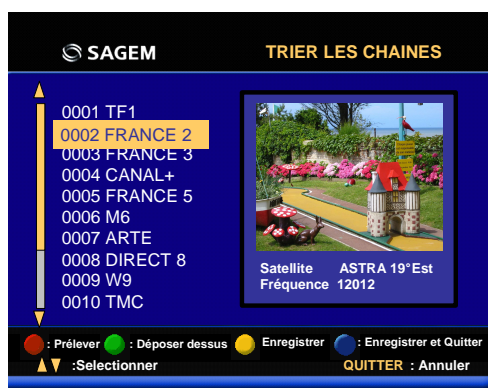 SAGEM
TRIER LES CHAINES
0001 TF1
0002 FRANCE 2
0003 FRANCE 3
0004 CANAL+
0005 FRANCE 5
0006 M6
0007 ARTE
0008 DIRECT 8
0009 W9
0010 TMC
Satellite ASTRA 19°Est
Fréquence 12012
: Prélever : Déposer dessus Enregistrer : Enregistrer et Quitter
:Selectionner QUITTER : Annuler